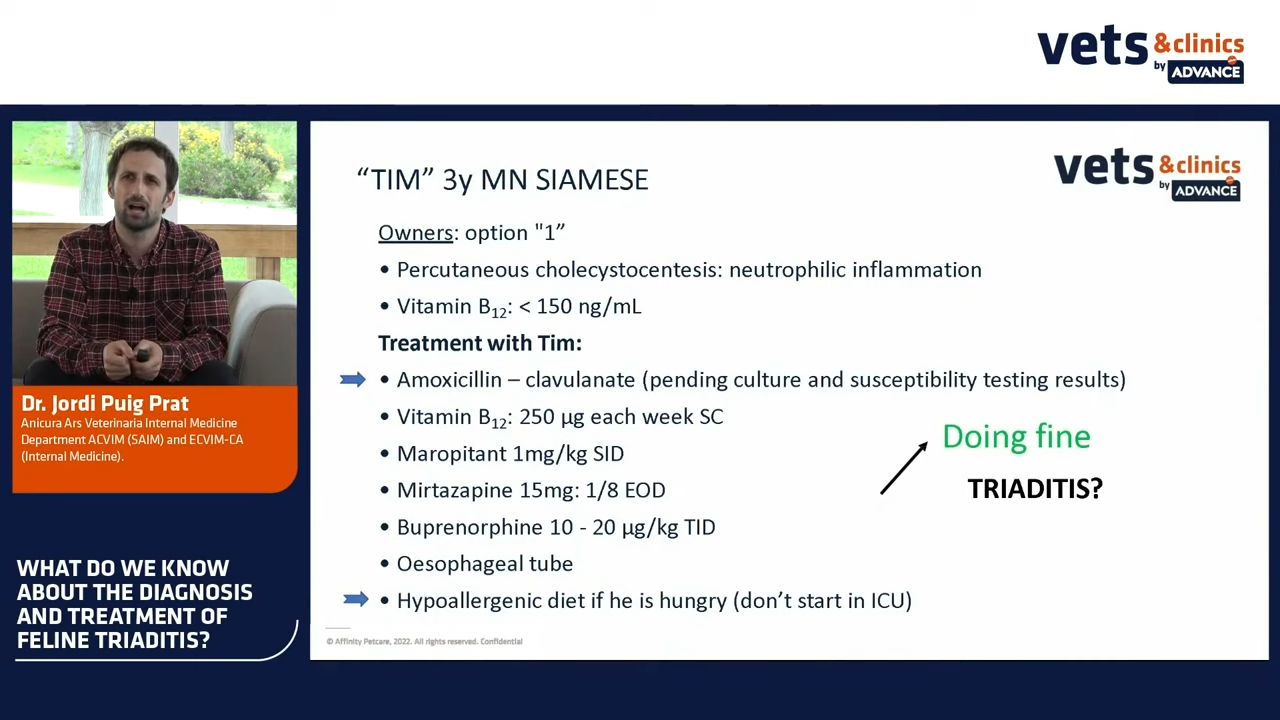 vets &clinics
by ADVANCE
vets &clinics
by ADVANCE
“TIM” 3y MN SIAMESE
Owners: option "1”
• Percutaneous cholecystocentesis: neutrophilic inflammation
• Vitamin B12: < 150 ng/mL
Treatment with Tim:
• Amoxicillin – clavulanate (pending culture and susceptibility testing results)
• Vitamin B12: 250 µg each week SC
• Maropitant 1mg/kg SID
• Mirtazapine 15mg: 1/8 EOD
• Buprenorphine 10 - 20 µg/kg TID
• Oesophageal tube
• Hypoallergenic diet if he is hungry (don’t start in ICU)
Doing fine
TRIADITIS?
© Affinity Petcare, 2022. All rights reserved. Confidential
Dr. Jordi Puig Prat
Anicura Ars Veterinaria Internal Medicine
Department ACVIM (SAIM) and ECVIM-CA
(Internal Medicine).
WHAT DO WE KNOW
ABOUT THE DIAGNOSIS
AND TREATMENT OF
FELINE TRIADITIS?